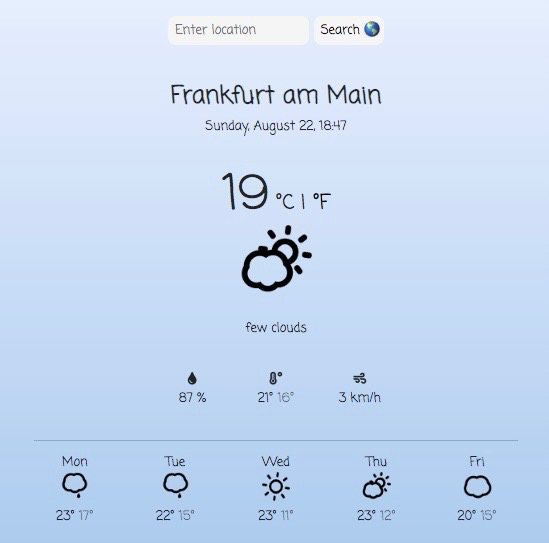 Enter location Search
Frankfurt am Main
Sunday, August 22, 18:47
19 °C | °F
few clouds
87 % 21° 16° 3 km/h
Mon Tue Wed Thu Fri
23° 17° 22° 15° 23° 11° 23° 12° 20° 15°